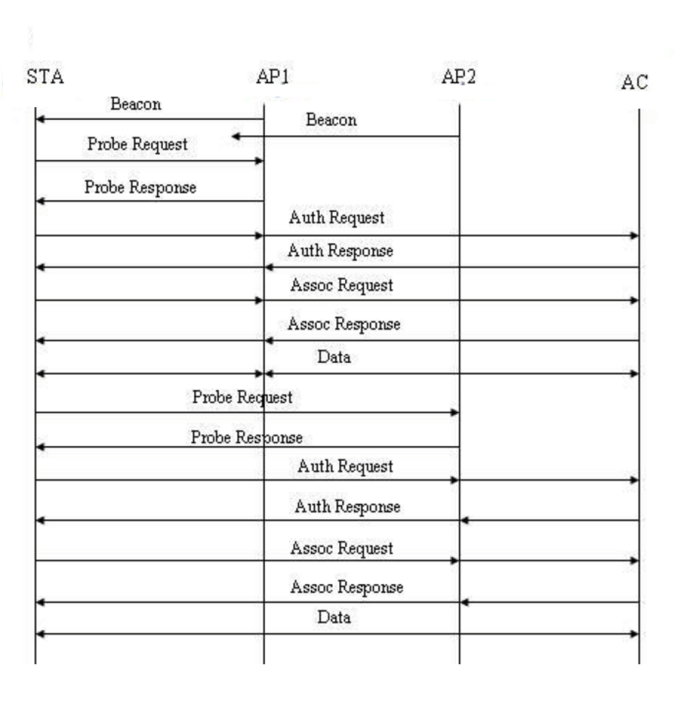 STA AP1 AP2 AC
Beacon
Beacon
Probe Request
Probe Response
Auth Request
Auth Response
Assoc Request
Assoc Response
Data
Probe Request
Probe Response
Auth Request
Auth Response
Assoc Request
Assoc Response
Data